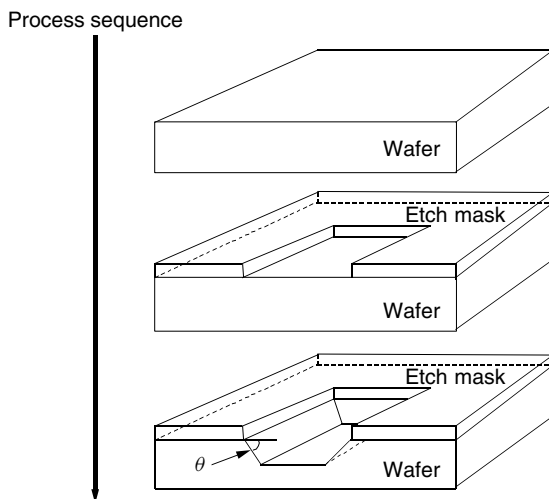 Process sequence
Wafer
Etch mask
Wafer
Etch mask
θ
Wafer